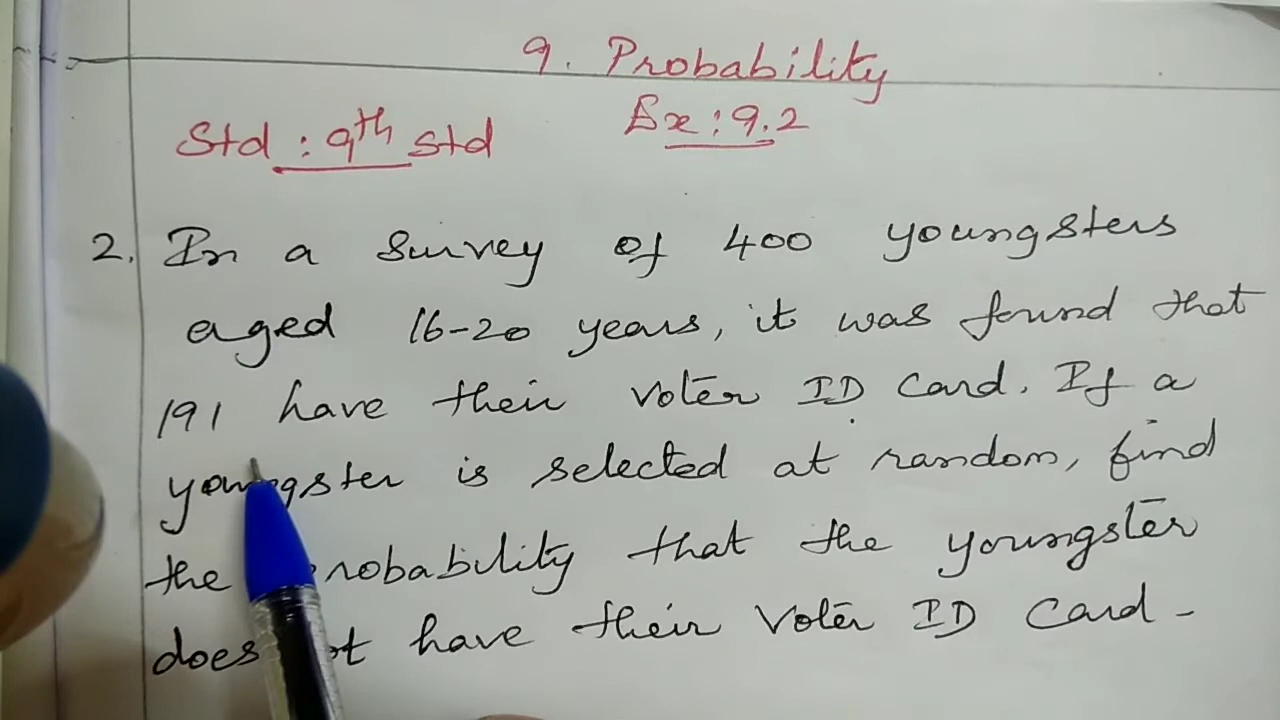 9. Probability
Std : 9th std
Ex : 9.2
2. In a survey of 400 youngsters
aged 16-20 years, it was found that
191 have their voter ID card. If a
youngster is selected at random, find
the probability that the youngster
does not have their Voter ID card.